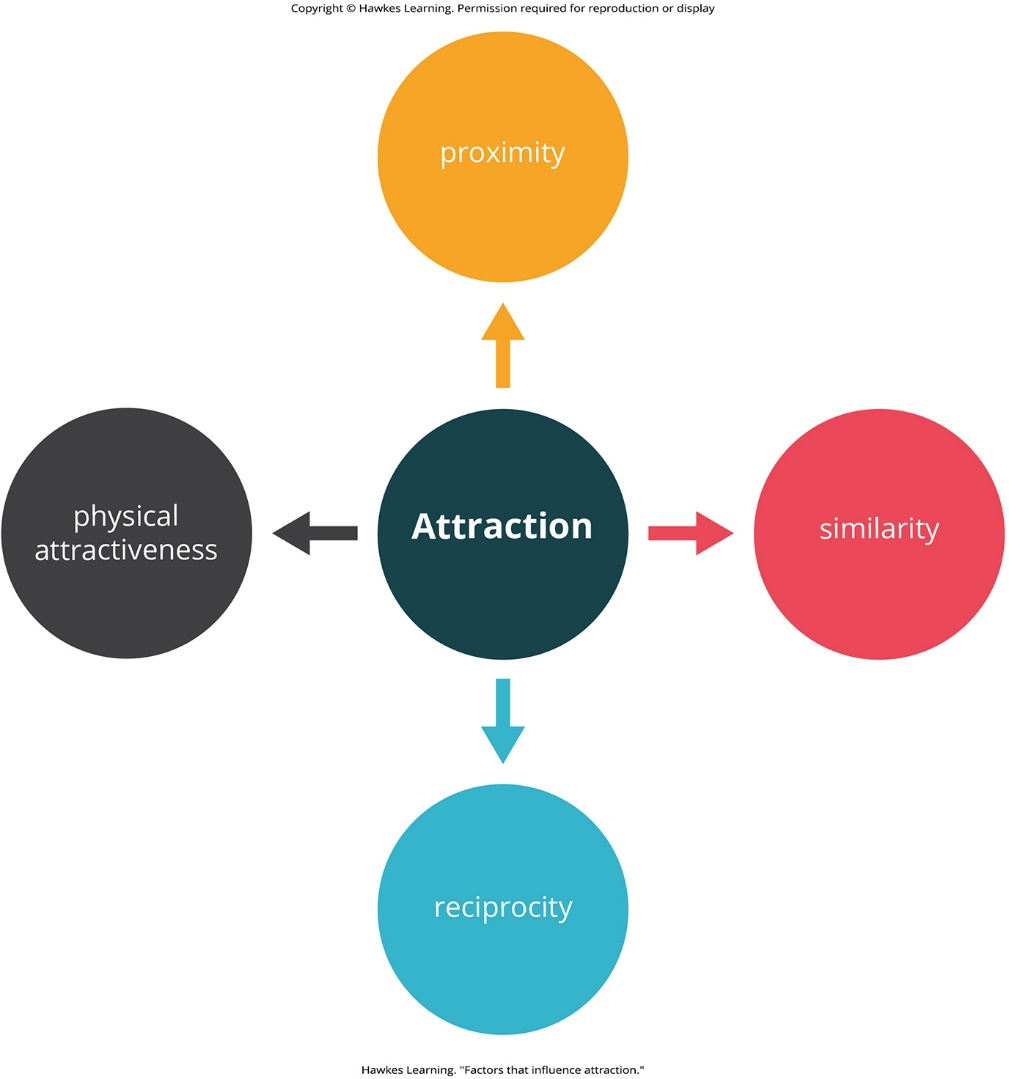 Copyright © Hawkes Learning. Permission required for reproduction or display
proximity
physical
attractiveness
Attraction
similarity
reciprocity
Hawkes Learning. "Factors that influence attraction."